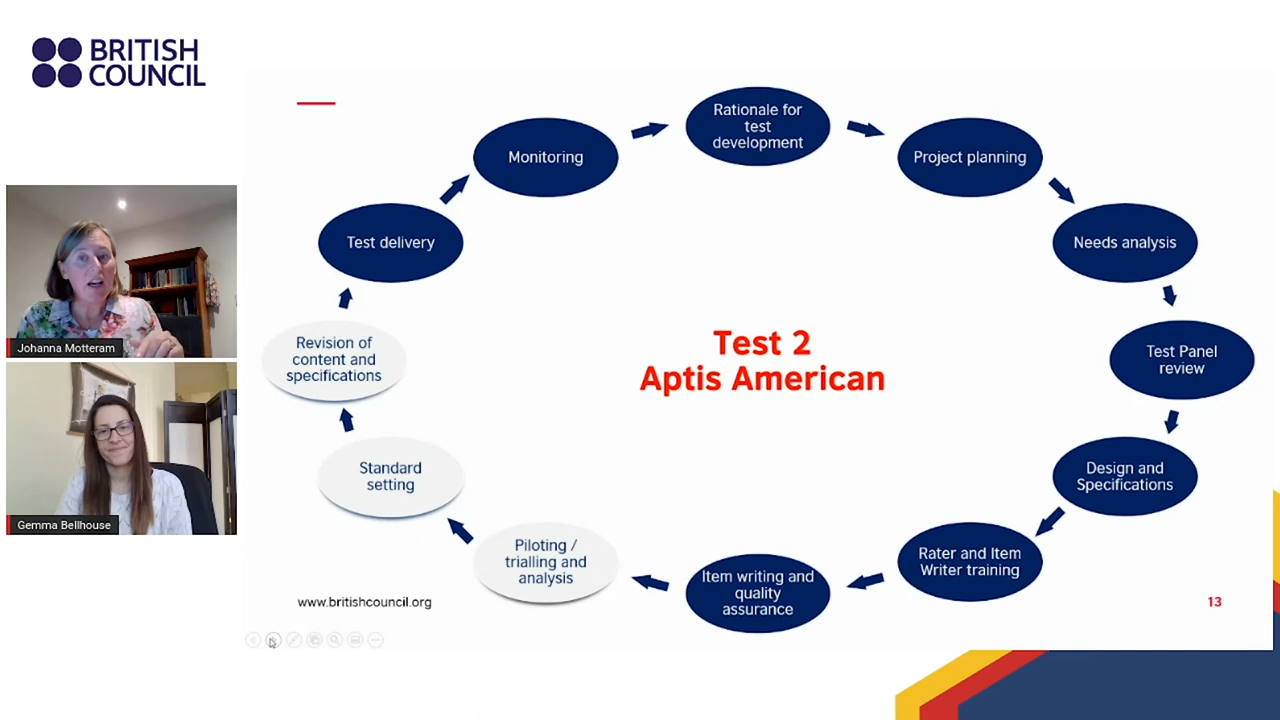 BRITISH
COUNCIL
Rationale for
test
development
Monitoring
Project planning
Test delivery
Needs analysis
Revision of
content and
specifications
Test 2
Aptis American
Test Panel
review
Johanna Motteram
Standard
setting
Design and
Specifications
Gemma Bellhouse
Piloting /
trialling and
analysis
Item writing and
quality
assurance
Rater and Item
Writer training
www.britishcouncil.org
13